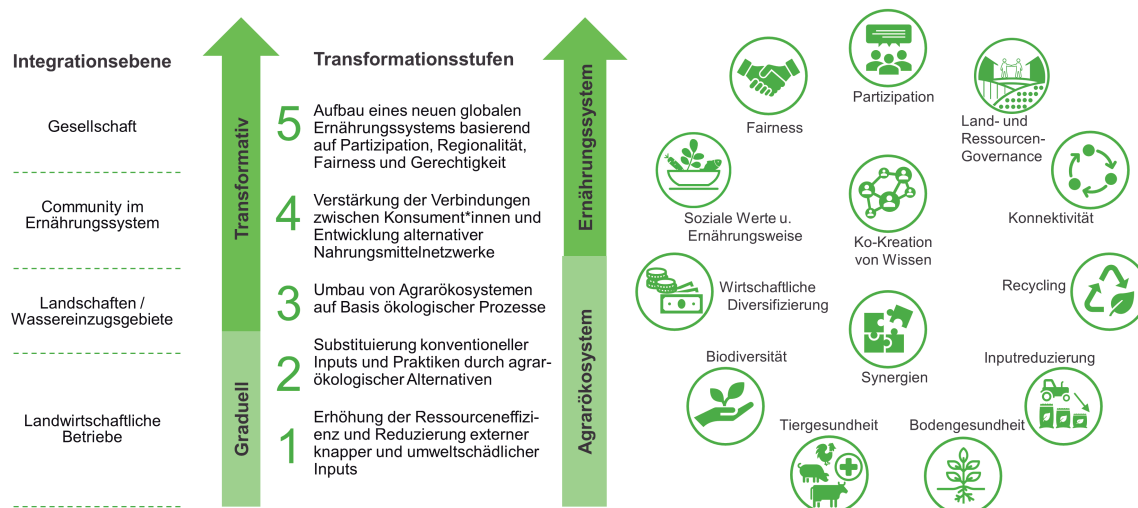 Integrationsebene
Gesellschaft
Community im
Ernährungssystem
Landschaften /
Wassereinzugsgebiete
Landwirtschaftliche
Betriebe
Transformativ
Graduell
Transformationsstufen
5
Aufbau eines neuen globalen
Ernährungssystems basierend
auf Partizipation, Regionalität,
Fairness und Gerechtigkeit
4
Verstärkung der Verbindungen
zwischen Konsument*innen und
Entwicklung alternativer
Nahrungsmittelnetzwerke
3
Umbau von Agrarökosystemen
auf Basis ökologischer Prozesse
2
Substituierung konventioneller
Inputs und Praktiken durch agrar-
ökologischer Alternativen
1
Erhöhung der Ressourceneffizi-
enz und Reduzierung externer
knapper und umweltschädlicher
Inputs
Ernährungssystem
Agrarökosystem
Partizipation
Fairness
Land- und
Ressourcen-
Governance
Soziale Werte u.
Ernährungsweise
Ko-Kreation
von Wissen
Konnektivität
Wirtschaftliche
Diversifizierung
Recycling
Synergien
Biodiversität
Inputreduzierung
Tiergesundheit
Bodengesundheit